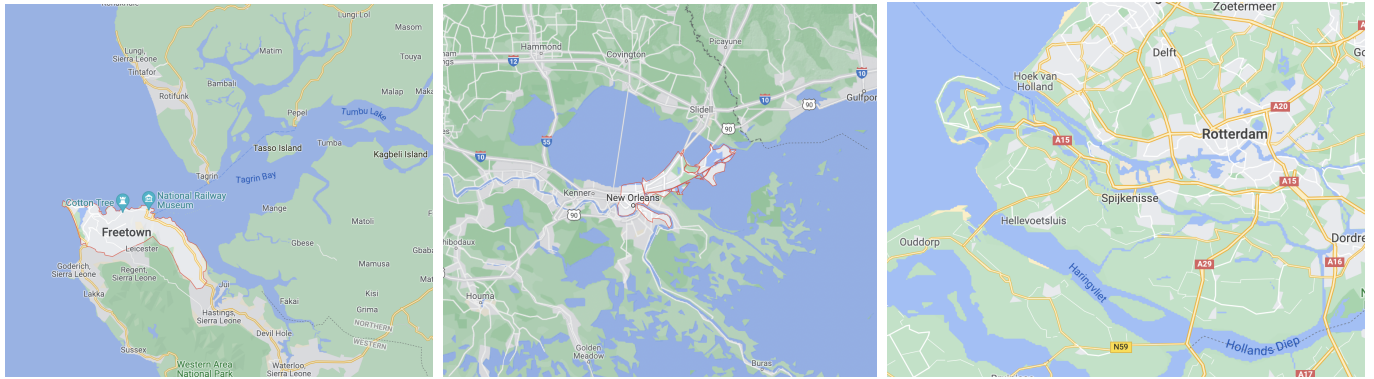 Lungi Lol
Masom
Lungi,
Sierra Leone
Tintafor
Matim
Touya
Bambali
Rotifunk
Malap
Pepel
Tumbu Lake
Tasso Island
Tumba
Kagbeli Island
Tagrin
Tagrin Bay
Cotton Tree
National Railway
Museum
Mange
Matoli
Freetown
Leicester
Gbese
Goderich,
Sierra Leone
Regent,
Sierra Leone
Mamusa
Lakka
Jui
Fakai
Kisi
Grima
Hastings,
Sierra Leone
NORTHERN
WESTERN
Devil Hole
Sussex
Western Area
National Park
Waterloo,
Sierra Leone
Hammond
Covington
Picayune
12
10
55
Slidell
10
90
Gulfpor
90
10
Kenner
New Orleans
90
hibodaux
Houma
Golden
Meadow
Buras
Zoetermeer
Delft
Hoek van
Holland
A20
Rotterdam
A15
A15
Spijkenisse
Hellevoetsluis
Ouddorp
Dordre
A29
A16
Haringvliet
N59
Hollands Diep
A17